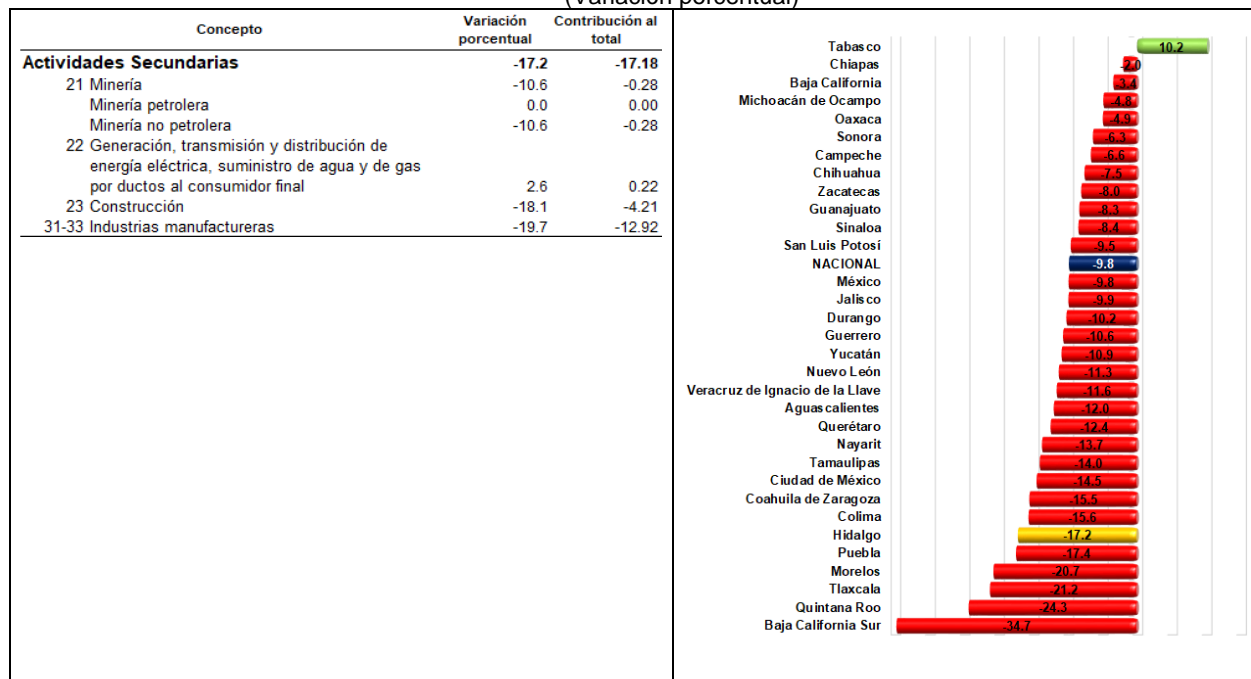 (Variación porcentual)
Concepto Variación porcentual Contribución al total
Actividades Secundarias -17.2 -17.18
21 Minería -10.6 -0.28
Minería petrolera 0.0 0.00
Minería no petrolera -10.6 -0.28
22 Generación, transmisión y distribución de
energía eléctrica, suministro de agua y de gas
por ductos al consumidor final 2.6 0.22
23 Construcción -18.1 -4.21
31-33 Industrias manufactureras -19.7 -12.92
Tabasco 10.2
Chiapas -2.0
Baja California -3.4
Michoacán de Ocampo -4.8
Oaxaca -4.9
Sonora -6.3
Campeche -6.6
Chihuahua -7.5
Zacatecas -8.0
Guanajuato -8.3
Sinaloa -8.4
San Luis Potosí -9.5
NACIONAL -9.8
México -9.8
Jalisco -9.9
Durango -10.2
Guerrero -10.6
Yucatán -10.9
Nuevo León -11.3
Veracruz de Ignacio de la Llave -11.6
Aguascalientes -12.0
Querétaro -12.4
Nayarit -13.7
Tamaulipas -14.0
Ciudad de México -14.5
Coahuila de Zaragoza -15.5
Colima -15.6
Hidalgo -17.2
Puebla -17.4
Morelos -20.7
Tlaxcala -21.2
Quintana Roo -24.3
Baja California Sur -34.7